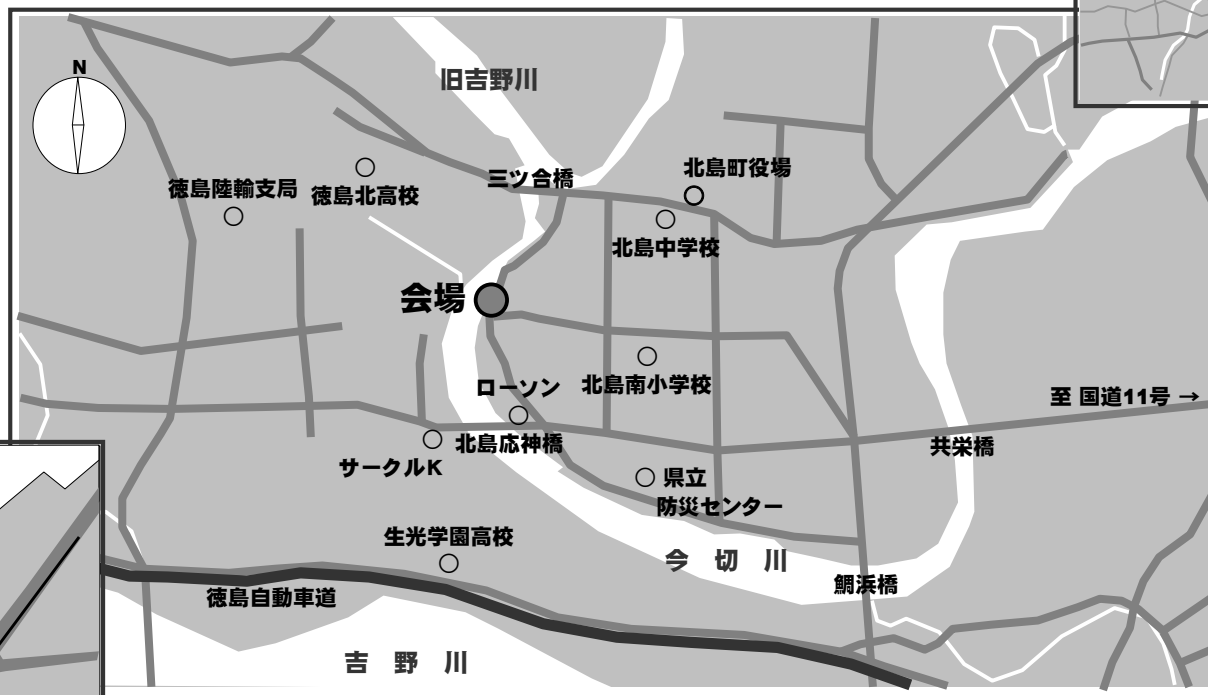 N
旧吉野川
北島町役場
三ツ合橋
徳島陸輸支局
徳島北高校
北島中学校
会場
ローソン
北島南小学校
至 国道11号 →
北島応神橋
共栄橋
サークルK
県立
防災センター
生光学園高校
今切川
鯛浜橋
徳島自動車道
吉野川